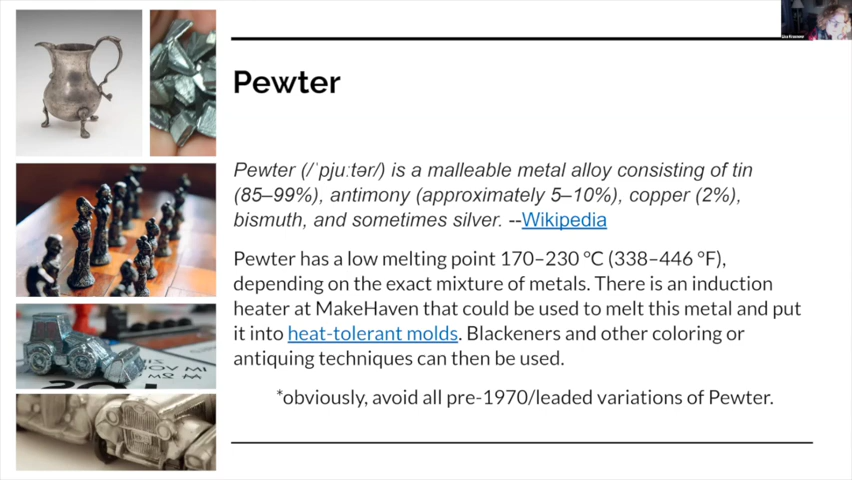 Pewter
Pewter (/ˈpjuːtər/) is a malleable metal alloy consisting of tin
(85–99%), antimony (approximately 5–10%), copper (2%),
bismuth, and sometimes silver. --Wikipedia
Pewter has a low melting point 170–230 °C (338–446 °F),
depending on the exact mixture of metals. There is an induction
heater at MakeHaven that could be used to melt this metal and put
it into heat-tolerant molds. Blackeners and other coloring or
antiquing techniques can then be used.
*obviously, avoid all pre-1970/leaded variations of Pewter.